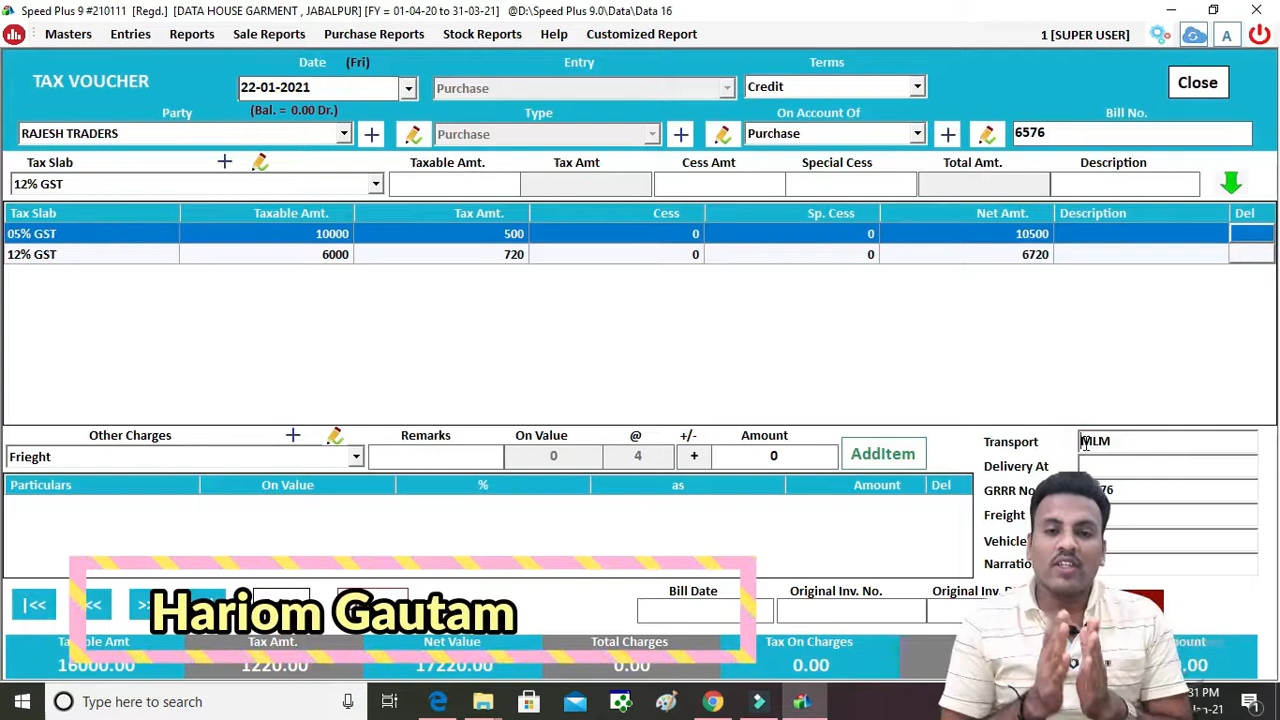 Speed Plus 9 #210111 [Regd.] [DATA HOUSE GARMENT , JABALPUR] [FY = 01-04-20 to 31-03-21] @D:\Speed Plus 9.0\Data\Data 16
Masters Entries Reports Sale Reports Purchase Reports Stock Reports Help Customized Report 1 [SUPER USER] A
Date (Fri) Entry Terms
TAX VOUCHER 22-01-2021 Purchase Credit Close
Party (Bal. = 0.00 Dr.) Type On Account Of Bill No.
RAJESH TRADERS Purchase Purchase 6576
Tax Slab Taxable Amt. Tax Amt Cess Amt Special Cess Total Amt. Description
12% GST
Tax Slab Taxable Amt. Tax Amt. Cess Sp. Cess Net Amt. Description Del
05% GST 10000 500 0 0 10500
12% GST 6000 720 0 0 6720
Other Charges Remarks On Value @ +/- Amount Transport MLM
Frieght 0 4 + 0 AddItem Delivery At
Particulars On Value % as Amount Del GRRR No
Freight
Vehicle
Bill Date Original Inv. No.
|<<
Hariom Gautam
Tax Amt. Net Value Total Charges Tax On Charges
16000.00 1220.00 17220.00 0.00 0.00
Type here to search